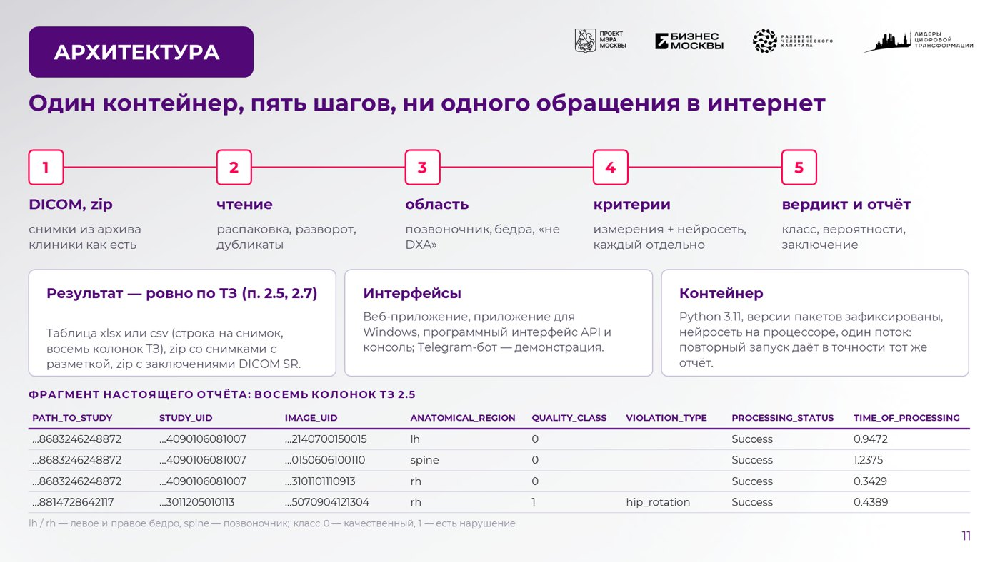 АРХИТЕКТУРА
ПРОЕКТ
МЭРА
МОСКВЫ
БИЗНЕС
МОСКВЫ
РАЗВИТИЕ
ЧЕЛОВЕЧЕСКОГО
КАПИТАЛА
ЛИДЕРЫ
ЦИФРОВОЙ
ТРАНСФОРМАЦИИ
Один контейнер, пять шагов, ни одного обращения в интернет
1 2 3 4 5
DICOM, zip
снимки из архива
клиники как есть
чтение
распаковка, разворот,
дубликаты
область
позвоночник, бёдра, «не
DXA»
критерии
измерения + нейросеть,
каждый отдельно
вердикт и отчёт
класс, вероятности,
заключение
Результат — ровно по ТЗ (п. 2.5, 2.7)
Таблица xlsx или csv (строка на снимок,
восемь колонок ТЗ), zip со снимками с
разметкой, zip с заключениями DICOM SR.
Интерфейсы
Веб-приложение, приложение для
Windows, программный интерфейс API и
консоль; Telegram-бот — демонстрация.
Контейнер
Python 3.11, версии пакетов зафиксированы,
нейросеть на процессоре, один поток:
повторный запуск даёт в точности тот же
отчёт.
ФРАГМЕНТ НАСТОЯЩЕГО ОТЧЁТА: ВОСЕМЬ КОЛОНОК ТЗ 2.5
PATH_TO_STUDY STUDY_UID IMAGE_UID ANATOMICAL_REGION QUALITY_CLASS VIOLATION_TYPE PROCESSING_STATUS TIME_OF_PROCESSING
...8683246248872 ...4090106081007 ...2140700150015 lh 0 Success 0.9472
...8683246248872 ...4090106081007 ...0150606100110 spine 0 Success 1.2375
...8683246248872 ...4090106081007 ...3101101110913 rh 0 Success 0.3429
...8814728642117 ...3011205010113 ...5070904121304 rh 1 hip_rotation Success 0.4389
lh / rh — левое и правое бедро, spine — позвоночник; класс 0 — качественный, 1 — есть нарушение
11